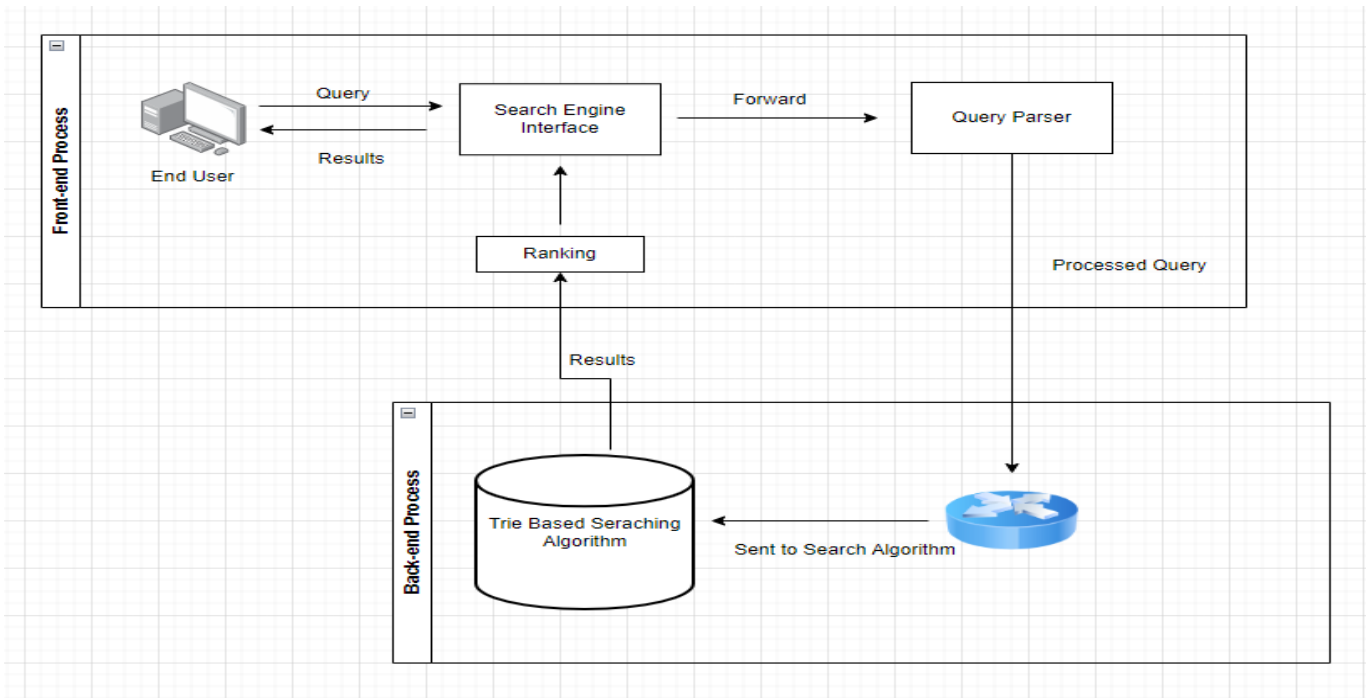 Front-end Process
Query
Results
End User
Search Engine
Interface
Forward
Query Parser
Ranking
Processed Query
Results
Back-end Process
Trie Based Seraching
Algorithm
Sent to Search Algorithm